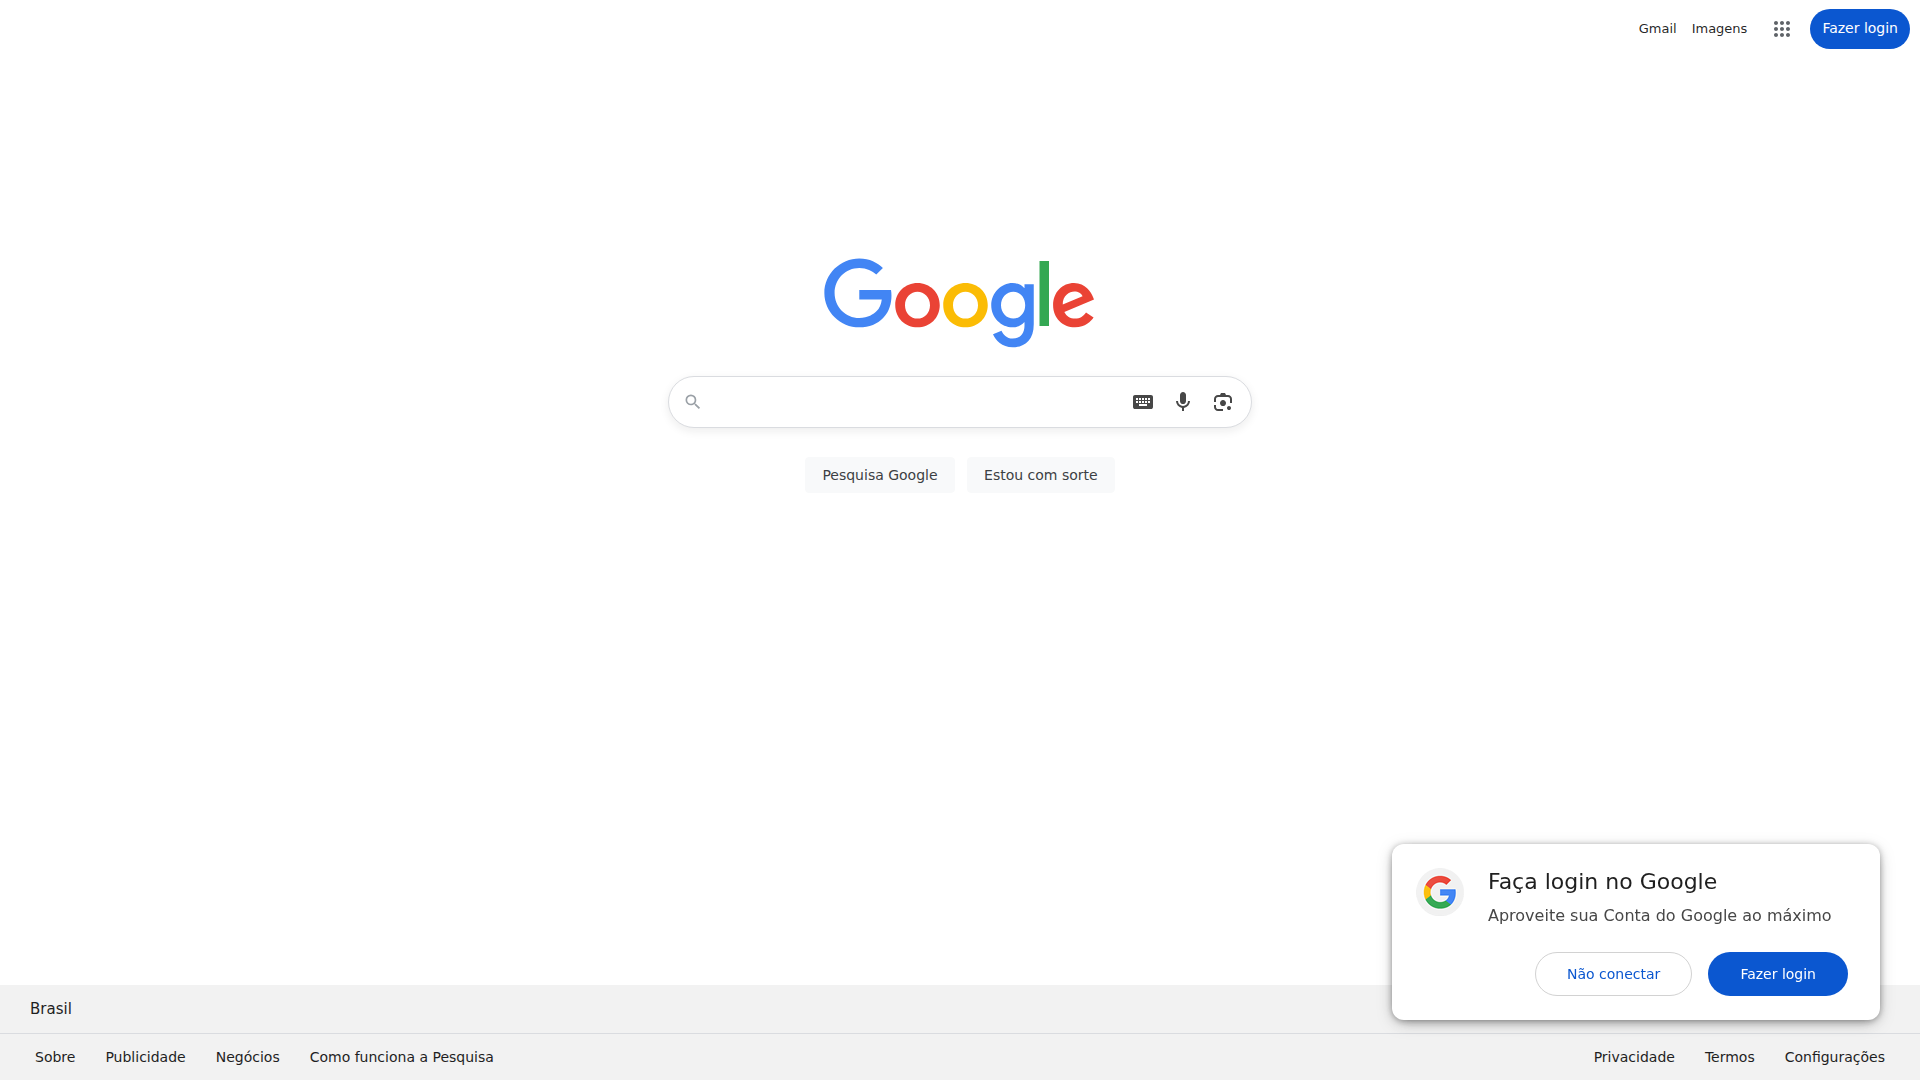 Gmail Imagens Fazer login
Google
Pesquisa Google Estou com sorte
Faça login no Google
Aproveite sua Conta do Google ao máximo
Não conectar Fazer login
Brasil
Sobre Publicidade Negócios Como funciona a Pesquisa Privacidade Termos Configurações